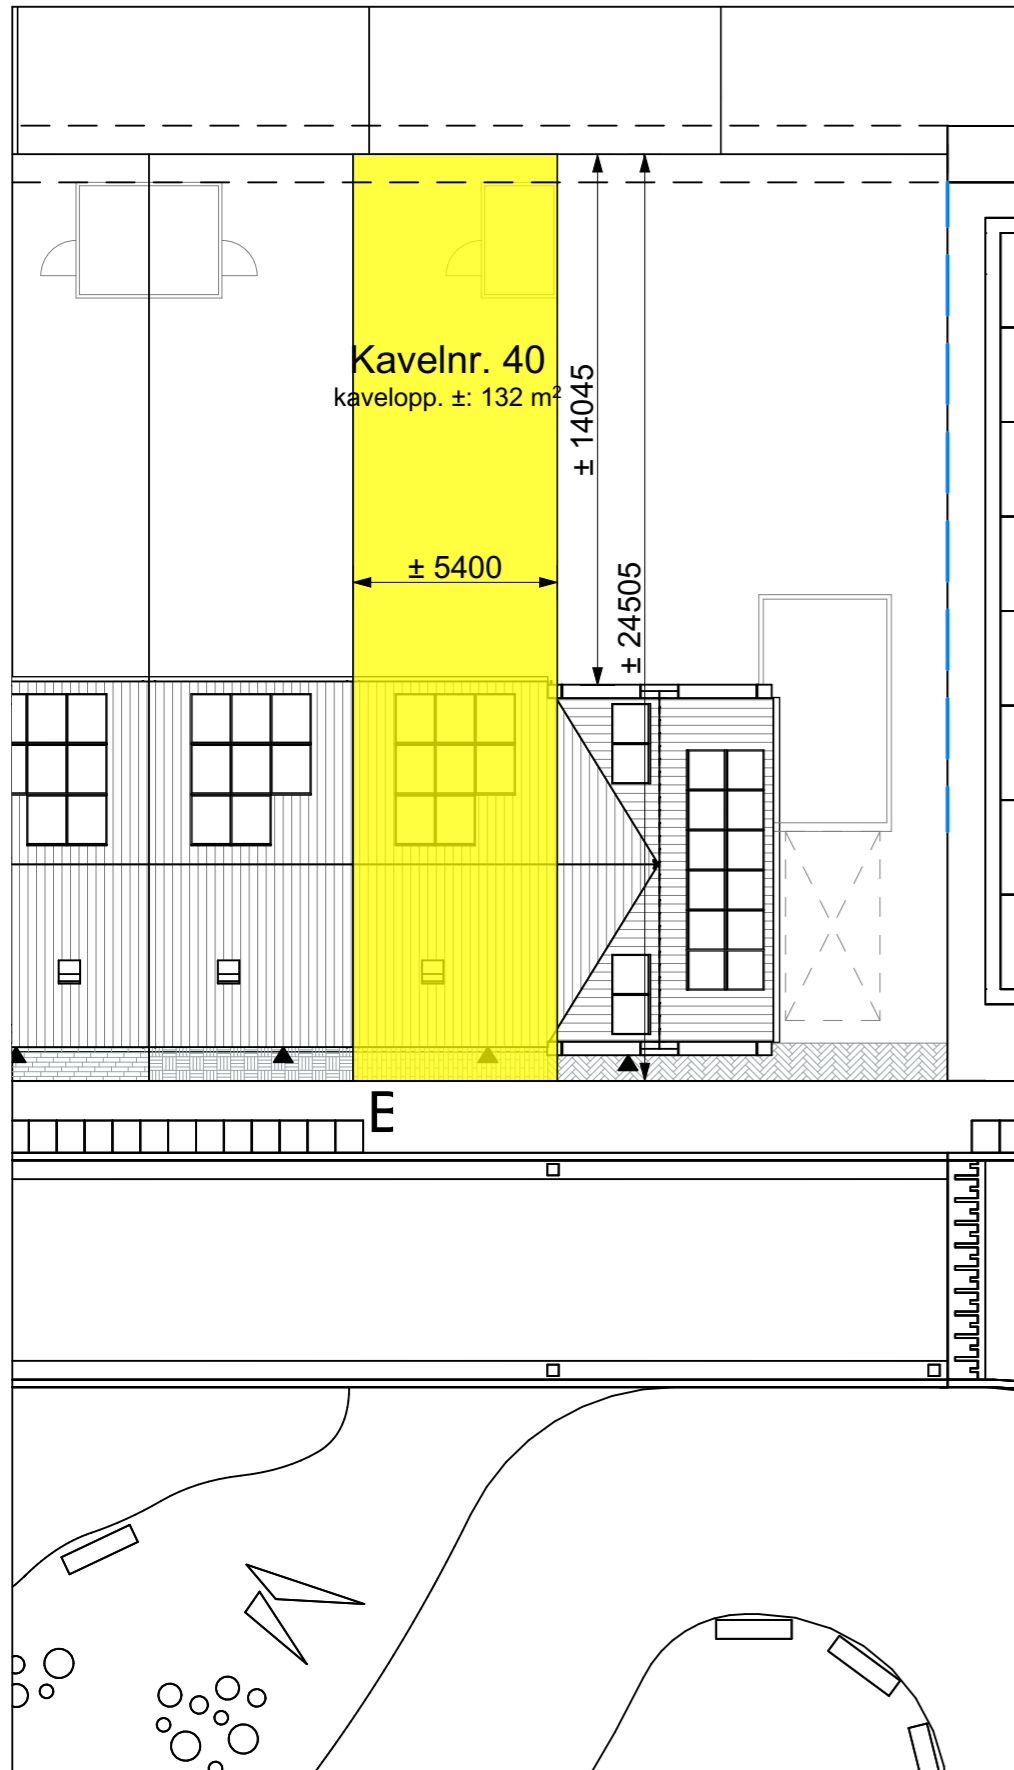 Kavelnr. 40
kavelopp. ±: 132 m²
± 14045
± 5400
± 24505
E